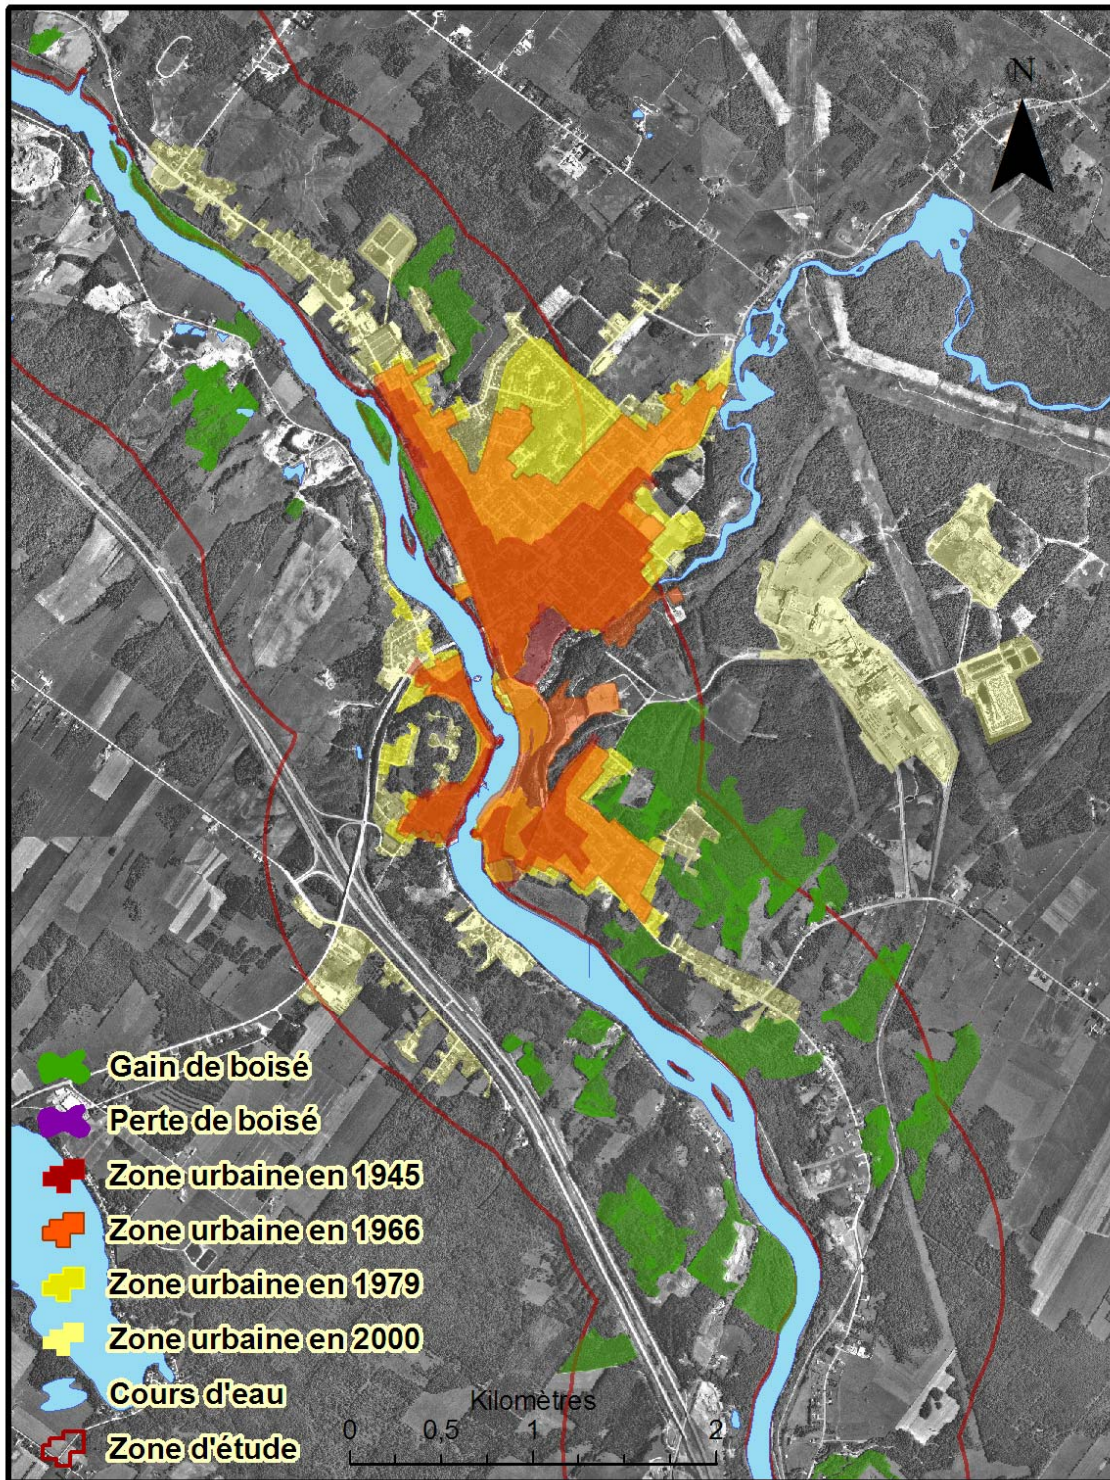 N
Gain de boisé
Perte de boisé
Zone urbaine en 1945
Zone urbaine en 1966
Zone urbaine en 1979
Zone urbaine en 2000
Cours d'eau
Zone d'étude
Kilomètres
0 0,5 1 2